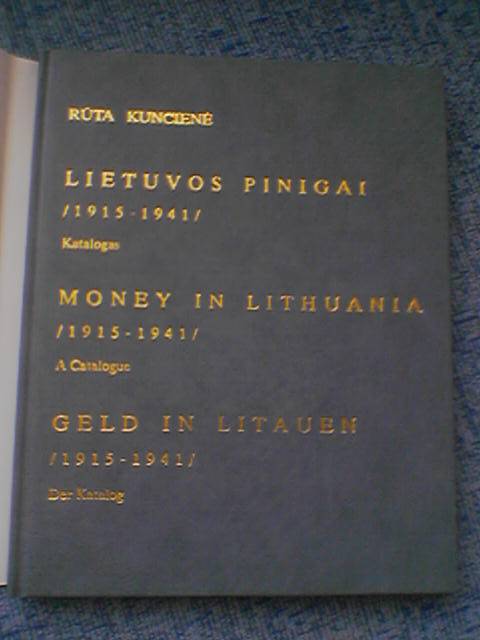 RŪTA KUNCIENĖ
LIETUVOS PINIGAI
/1915-1941/
Katalogas
MONEY IN LITHUANIA
/1915-1941/
A Catalogue
GELD IN LITAUEN
/1915-1941/
Der Katalog